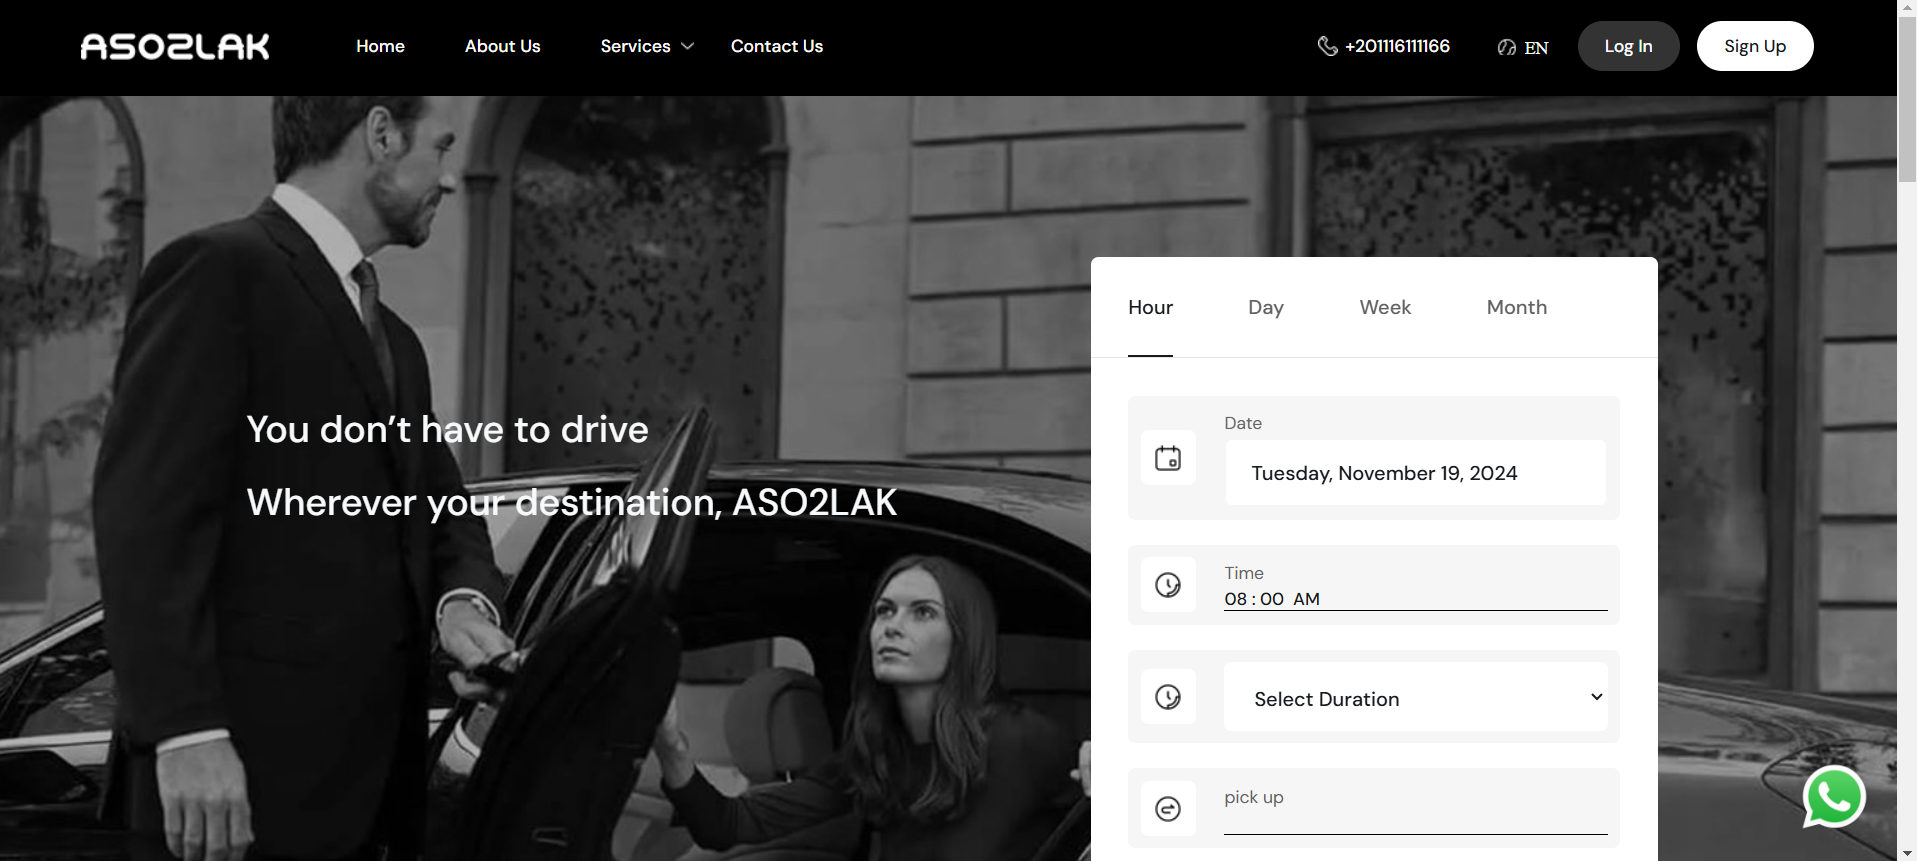 ASO2LAK
Home
About Us
Services
Contact Us
+201116111166
EN
Log In
Sign Up
You don’t have to drive
Wherever your destination, ASO2LAK
Hour
Day
Week
Month
Date
Tuesday, November 19, 2024
Time
08 : 00 AM
Select Duration
pick up